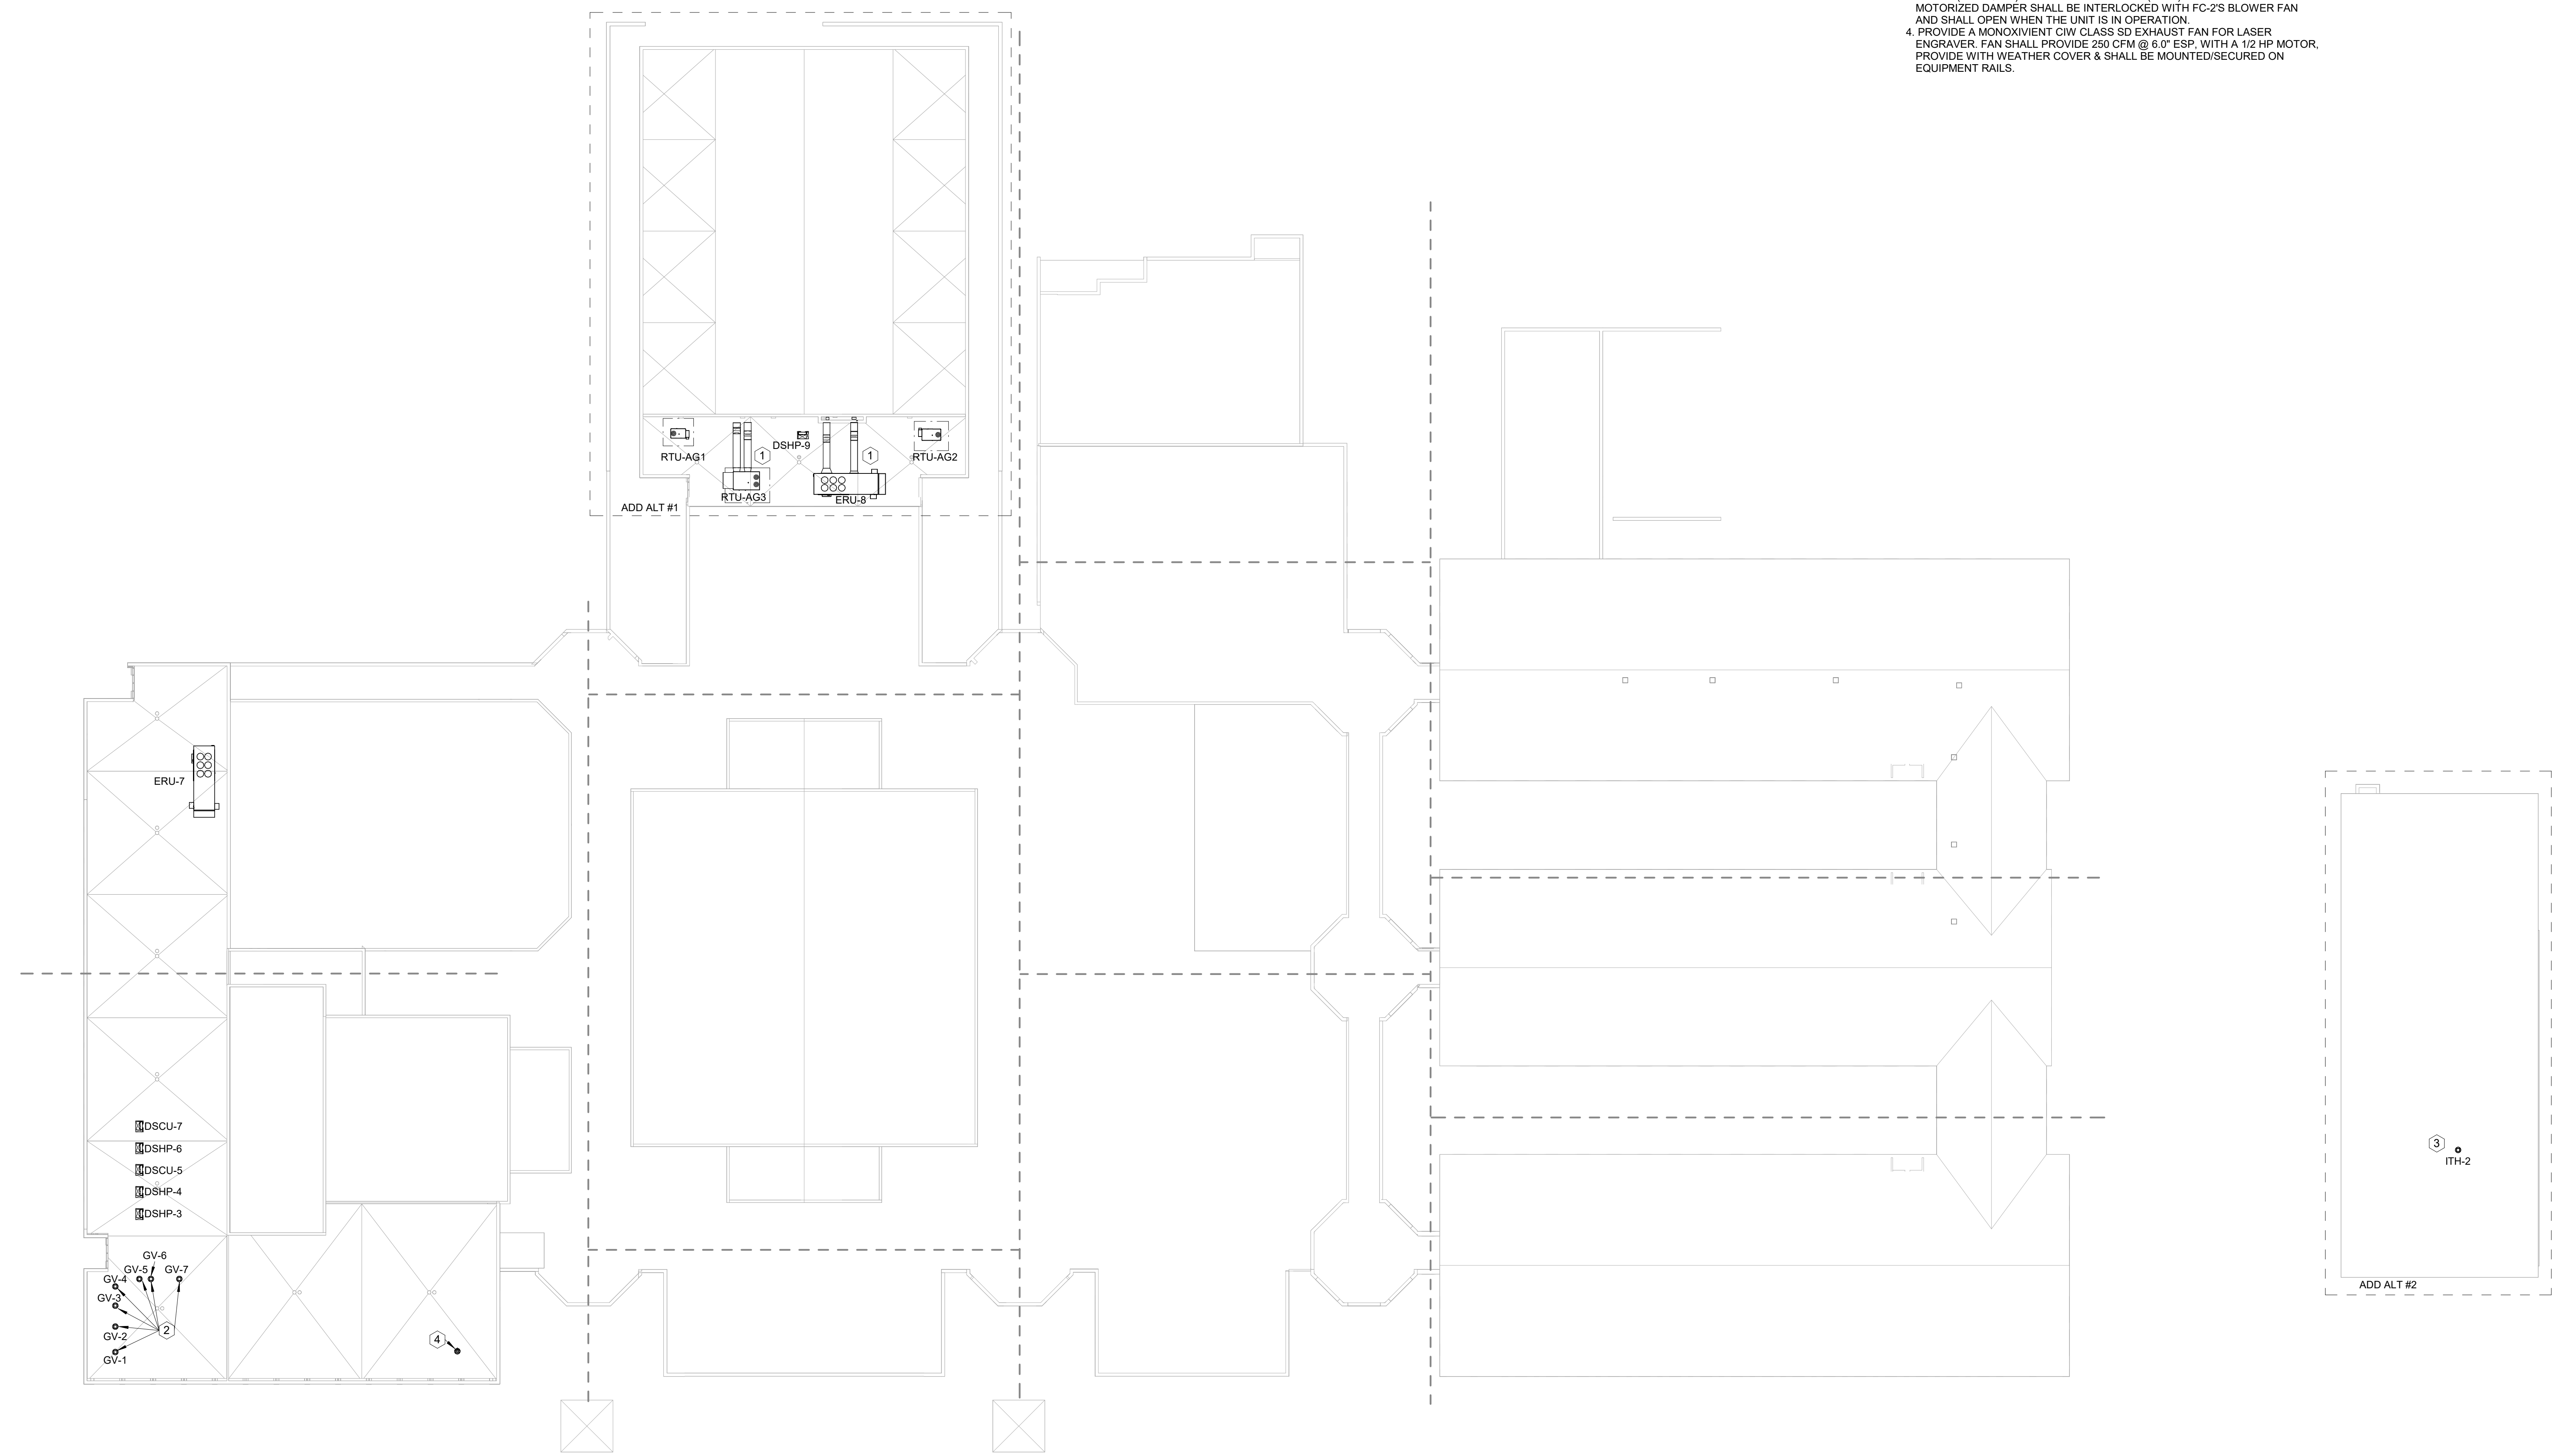 MOTORIZED DAMPER SHALL BE INTERLOCKED WITH FC-2'S BLOWER FAN
AND SHALL OPEN WHEN THE UNIT IS IN OPERATION.
4. PROVIDE A MONOXIVIENT CIW CLASS SD EXHAUST FAN FOR LASER
ENGRAVER. FAN SHALL PROVIDE 250 CFM @ 6.0" ESP, WITH A 1/2 HP MOTOR,
PROVIDE WITH WEATHER COVER & SHALL BE MOUNTED/SECURED ON
EQUIPMENT RAILS.
DSHP-9
RTU-AG1
1
1
RTU-AG2
RTU-AG3
ERU-8
ADD ALT #1
ERU-7
DSCU-7
DSHP-6
DSCU-5
DSHP-4
DSHP-3
GV-6
GV-5
GV-7
GV-4
GV-3
GV-2
2
GV-1
4
3
ITH-2
ADD ALT #2